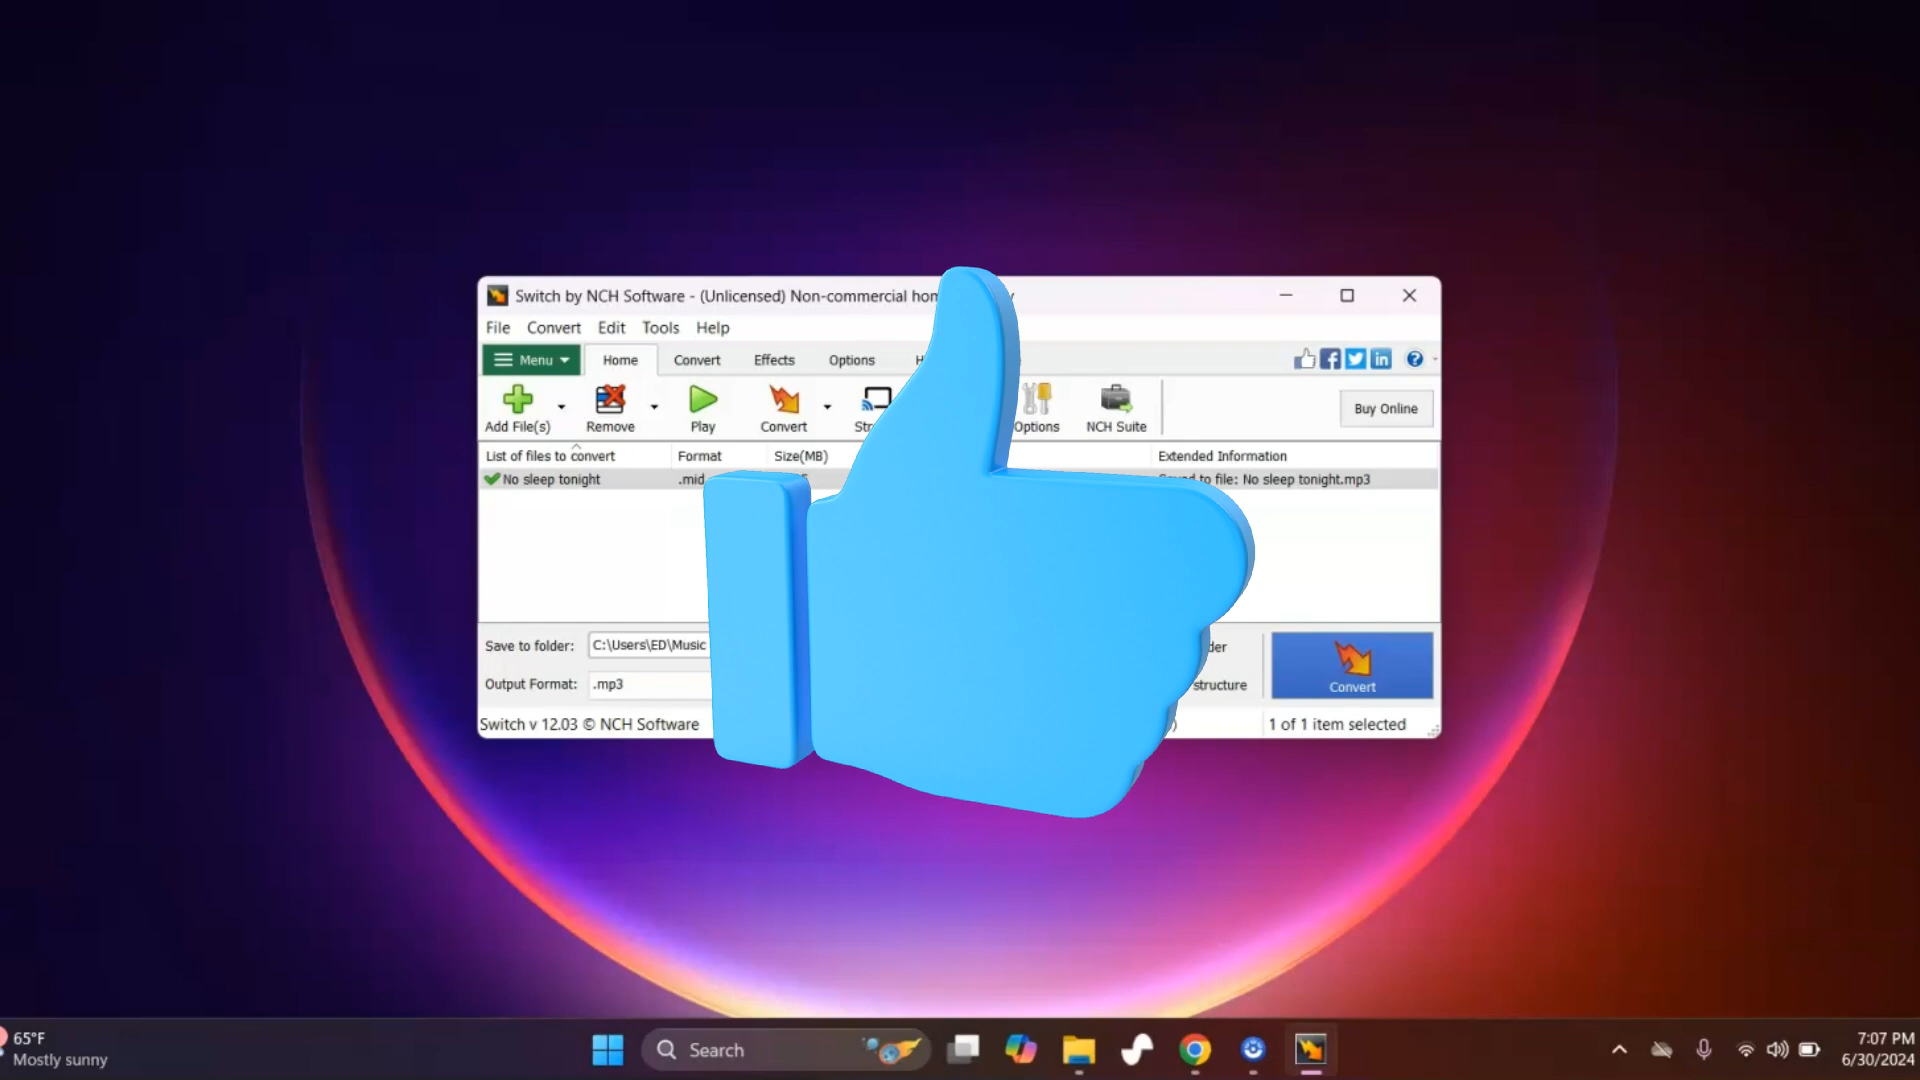 Switch by NCH Software - (Unlicensed) Non-commercial
File Convert Edit Tools Help
Menu Home Convert Effects Options
Add File(s) Remove Play Convert Options NCH Suite Buy Online
List of files to convert Format Size(MB) Extended Information
No sleep tonight .mid to file: No sleep tonight.mp3
Save to folder: C:\Users\ED\Music
Output Format: .mp3 structure Convert
Switch v 12.03 © NCH Software 1 of 1 item selected
65°F
Mostly sunny
Search
7:07 PM
6/30/2024